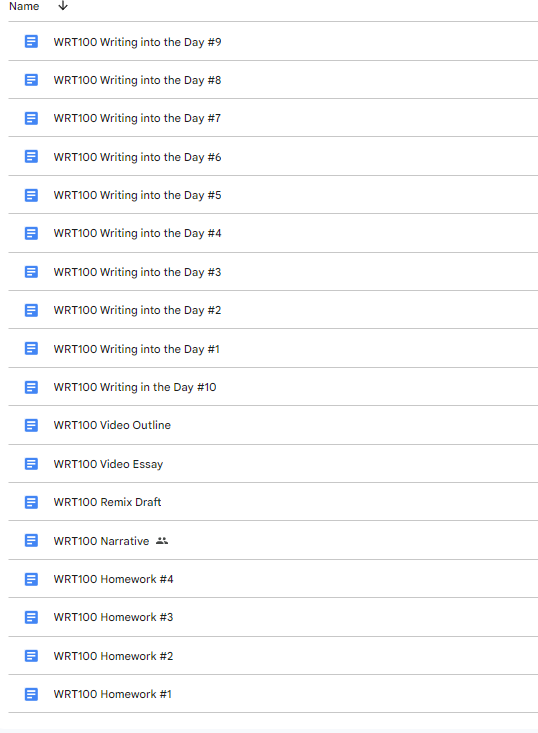 Name
WRT100 Writing into the Day #9
WRT100 Writing into the Day #8
WRT100 Writing into the Day #7
WRT100 Writing into the Day #6
WRT100 Writing into the Day #5
WRT100 Writing into the Day #4
WRT100 Writing into the Day #3
WRT100 Writing into the Day #2
WRT100 Writing into the Day #1
WRT100 Writing in the Day #10
WRT100 Video Outline
WRT100 Video Essay
WRT100 Remix Draft
WRT100 Narrative
WRT100 Homework #4
WRT100 Homework #3
WRT100 Homework #2
WRT100 Homework #1